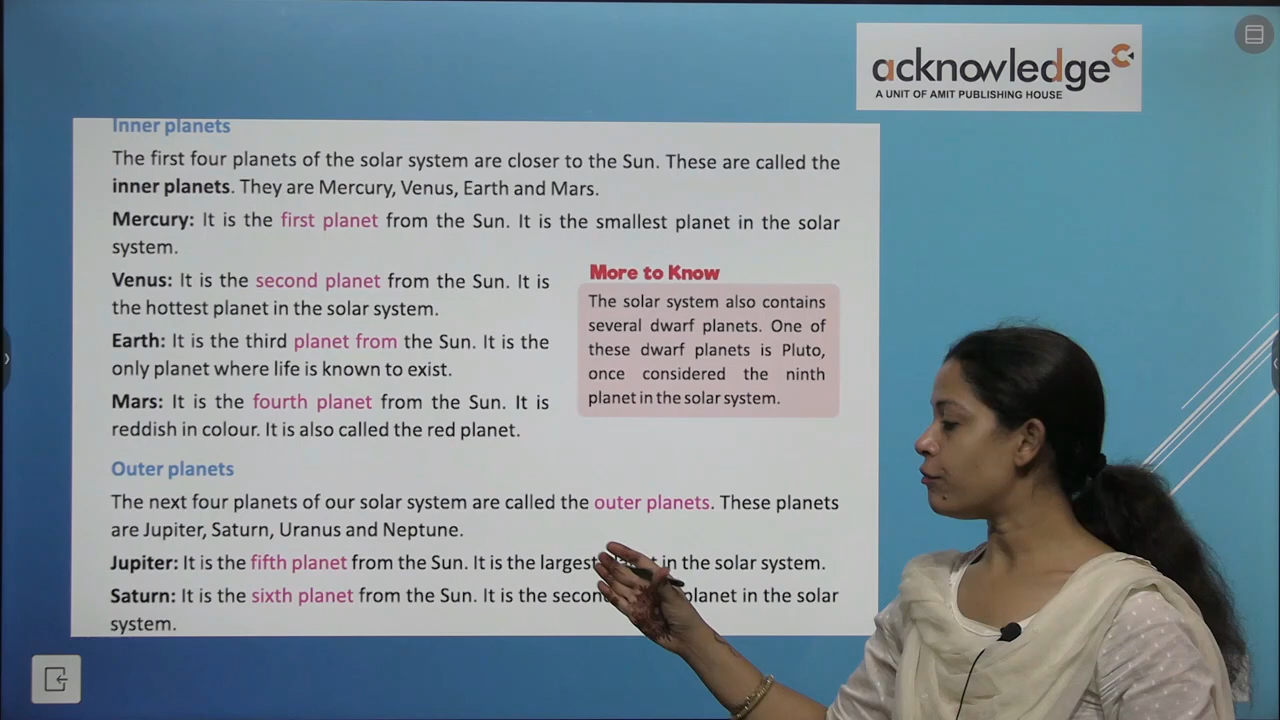 acknowledge
A UNIT OF AMIT PUBLISHING HOUSE
Inner planets
The first four planets of the solar system are closer to the Sun. These are called the
inner planets. They are Mercury, Venus, Earth and Mars.
Mercury: It is the first planet from the Sun. It is the smallest planet in the solar
system.
Venus: It is the second planet from the Sun. It is
the hottest planet in the solar system.
Earth: It is the third planet from the Sun. It is the
only planet where life is known to exist.
Mars: It is the fourth planet from the Sun. It is
reddish in colour. It is also called the red planet.
More to Know
The solar system also contains
several dwarf planets. One of
these dwarf planets is Pluto,
once considered the ninth
planet in the solar system.
Outer planets
The next four planets of our solar system are called the outer planets. These planets
are Jupiter, Saturn, Uranus and Neptune.
Jupiter: It is the fifth planet from the Sun. It is the largest in the solar system.
Saturn: It is the sixth planet from the Sun. It is the planet in the solar
system.